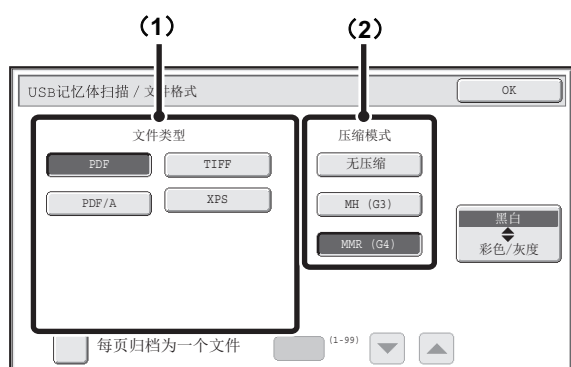 (1) (2)
USB记忆体扫描 / 文件格式 OK
文件类型 压缩模式
PDF TIFF 无压缩
PDF/A XPS MH (G3)
黑白
MMR (G4) 彩色/灰度
每页归档为一个文件 (1-99)